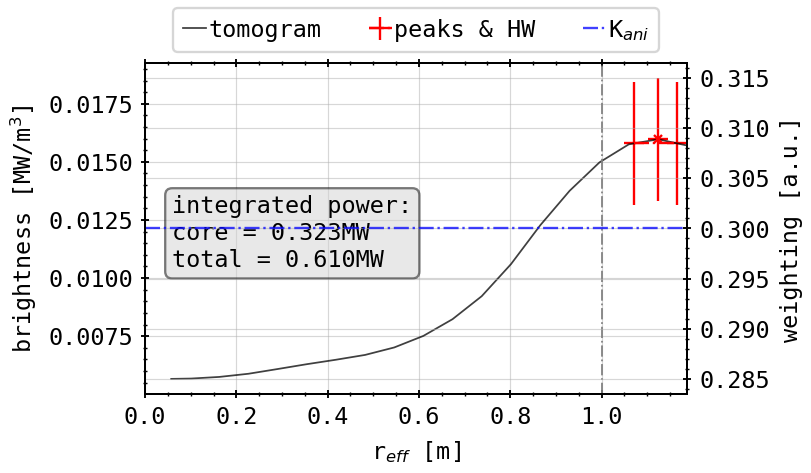 tomogram peaks & HW K_ani
brightness [MW/m³]
0.0175
0.0150
0.0125
0.0100
0.0075
integrated power:
core = 0.323MW
total = 0.610MW
0.315
0.310
0.305
0.300
0.295
0.290
0.285
weighting [a.u.]
0.0 0.2 0.4 0.6 0.8 1.0
r_eff [m]